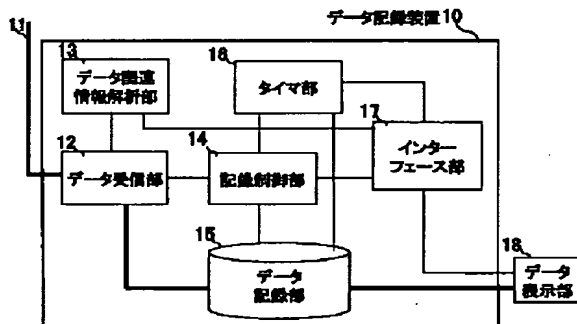 11
データ記録装置10
13
データ関連
情報解析部
16
タイマ部
17
インター
フェース部
12
データ受信部
14
記録制御部
15
データ
記録部
18
データ
表示部